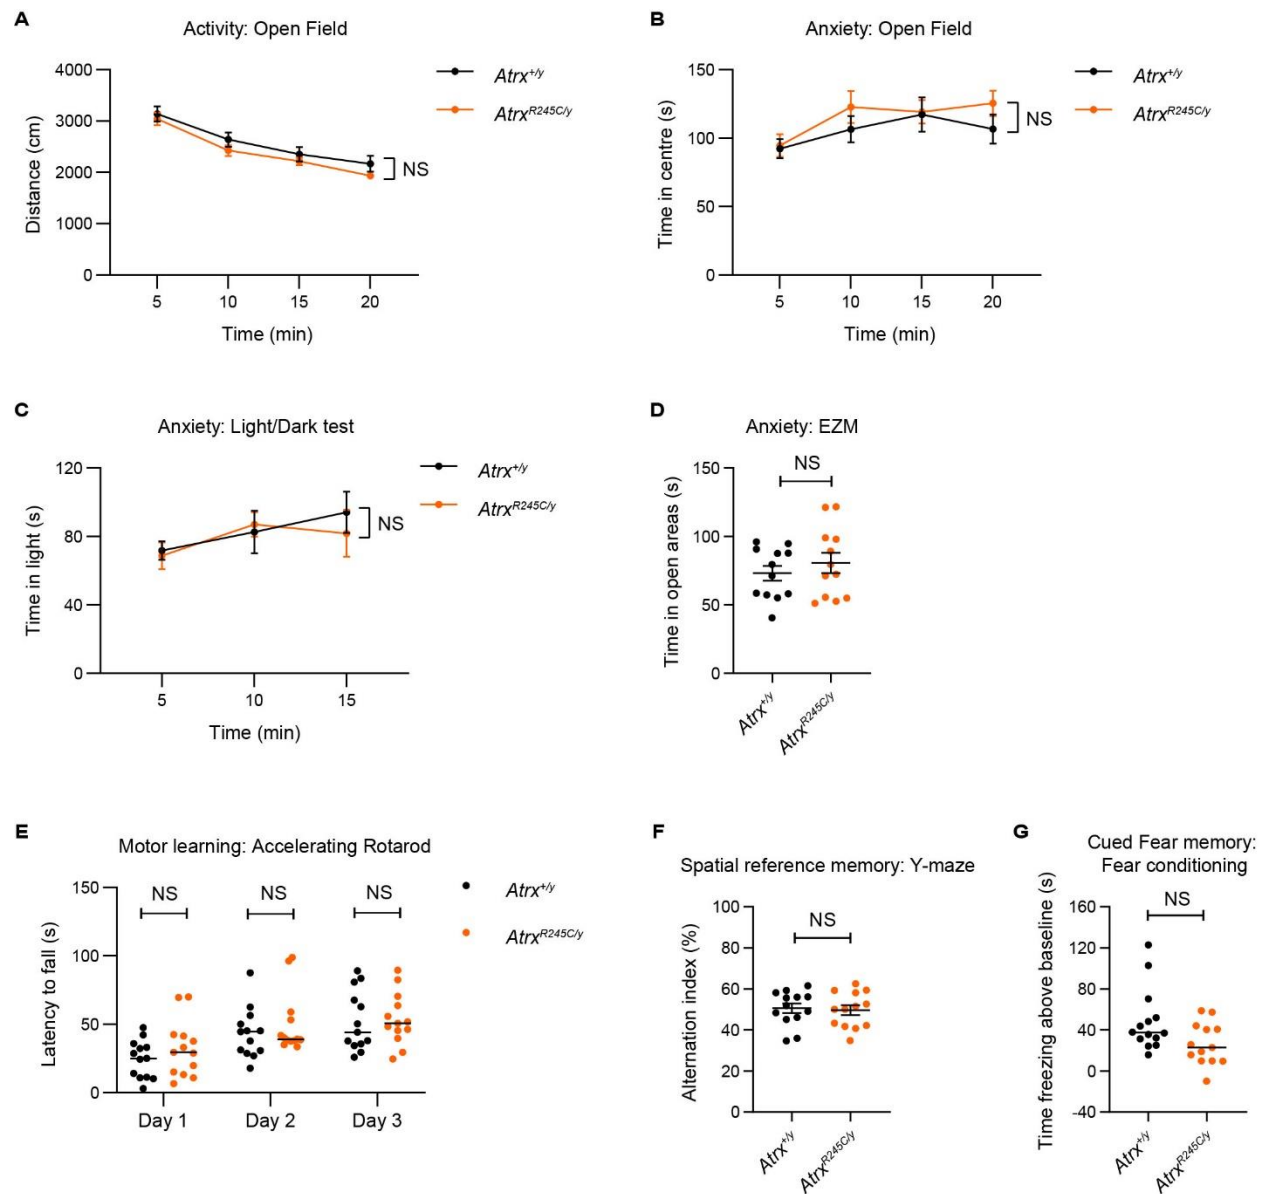 A
Activity: Open Field
4000
3000
2000
1000
0
Distance (cm)
5 10 15 20
Time (min)
Atrx+/y
AtrxR245C/y
NS
B
Anxiety: Open Field
150
100
50
0
Time in centre (s)
5 10 15 20
Time (min)
Atrx+/y
AtrxR245C/y
NS
C
Anxiety: Light/Dark test
120
80
40
0
Time in light (s)
5 10 15
Time (min)
Atrx+/y
AtrxR245C/y
NS
D
Anxiety: EZM
150
100
50
0
Time in open areas (s)
NS
Atrx+/y
AtrxR245C/y
E
Motor learning: Accelerating Rotarod
150
100
50
0
Latency to fall (s)
NS NS NS
Day 1 Day 2 Day 3
Atrx+/y
AtrxR245C/y
F
Spatial reference memory: Y-maze
100
80
60
40
20
0
Alternation index (%)
NS
Atrx+/y
AtrxR245C/y
G
Cued Fear memory:
Fear conditioning
160
120
80
40
0
-40
Time freezing above baseline (s)
NS
Atrx+/y
AtrxR245C/y